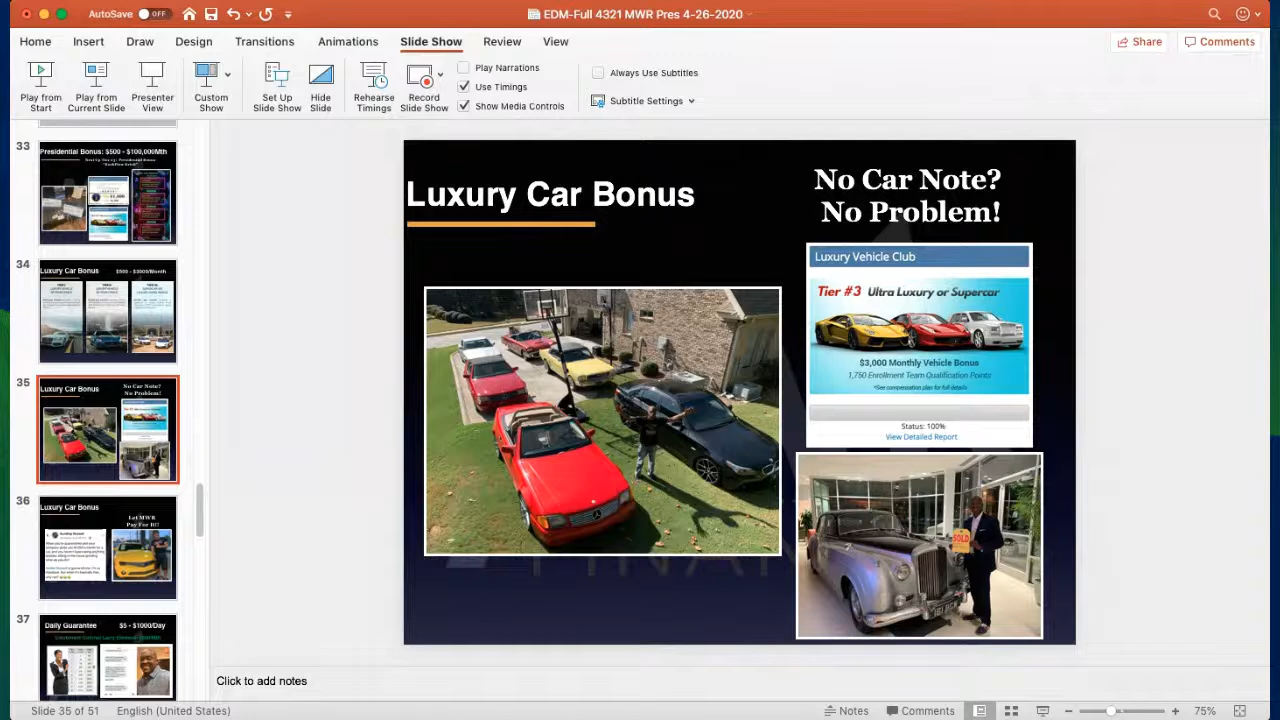 AutoSave OFF
EDM-Full 4321 MWR Pres 4-26-2020
Home Insert Draw Design Transitions Animations Slide Show Review View
Share Comments
Play from Start
Play from Current Slide
Presenter View
Custom Show
Set Up Slide Show
Hide Slide
Rehearse Timings
Record Slide Show
Play Narrations
Use Timings
Show Media Controls
Always Use Subtitles
Subtitle Settings
33
Presidential Bonus: $500 - $100,000Mth
34
Luxury Car Bonus $500 - $3000/Month
35
Luxury Car Bonus
No Car Note?
No Problem!
36
Luxury Car Bonus
Let MWR
Pay For It!!
37
Daily Guarantee $5 - $1000/Day
Luxury Car Bonus
No Car Note?
No Problem!
Luxury Vehicle Club
Tier T-3 Ultra Luxury or Supercar
$3,000 Monthly Vehicle Bonus
1,750 Enrollment Team Qualification Points
*See compensation plan for full details
Status: 100%
View Detailed Report
SOLD
Click to add notes
Slide 35 of 51 English (United States)
Notes Comments 75%